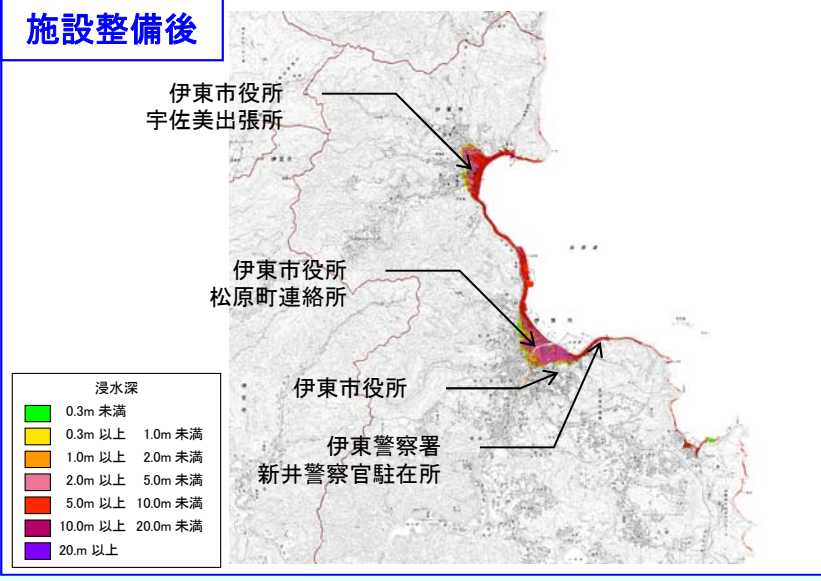 施設整備後
伊東市役所
宇佐美出張所
伊東市役所
松原町連絡所
伊東市役所
伊東警察署
新井警察官駐在所
浸水深
0.3m 未満
0.3m 以上 1.0m 未満
1.0m 以上 2.0m 未満
2.0m 以上 5.0m 未満
5.0m 以上 10.0m 未満
10.0m 以上 20.0m 未満
20.m 以上